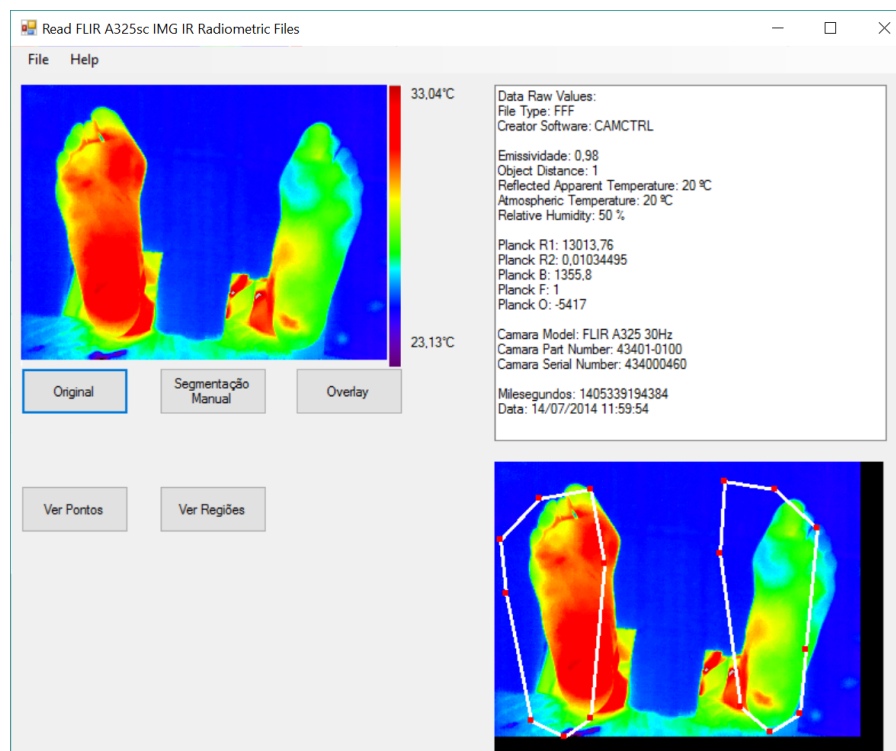 Read FLIR A325sc IMG IR Radiometric Files
File Help
33,04°C
23,13°C
Original
Segmentação
Manual
Overlay
Ver Pontos
Ver Regiões
Data Raw Values:
File Type: FFF
Creator Software: CAMCTRL
Emissividade: 0,98
Object Distance: 1
Reflected Apparent Temperature: 20 ºC
Atmospheric Temperature: 20 ºC
Relative Humidity: 50 %
Planck R1: 13013,76
Planck R2: 0,01034495
Planck B: 1355,8
Planck F: 1
Planck O: -5417
Camara Model: FLIR A325 30Hz
Camara Part Number: 43401-0100
Camara Serial Number: 434000460
Milesegundos: 1405339194384
Data: 14/07/2014 11:59:54